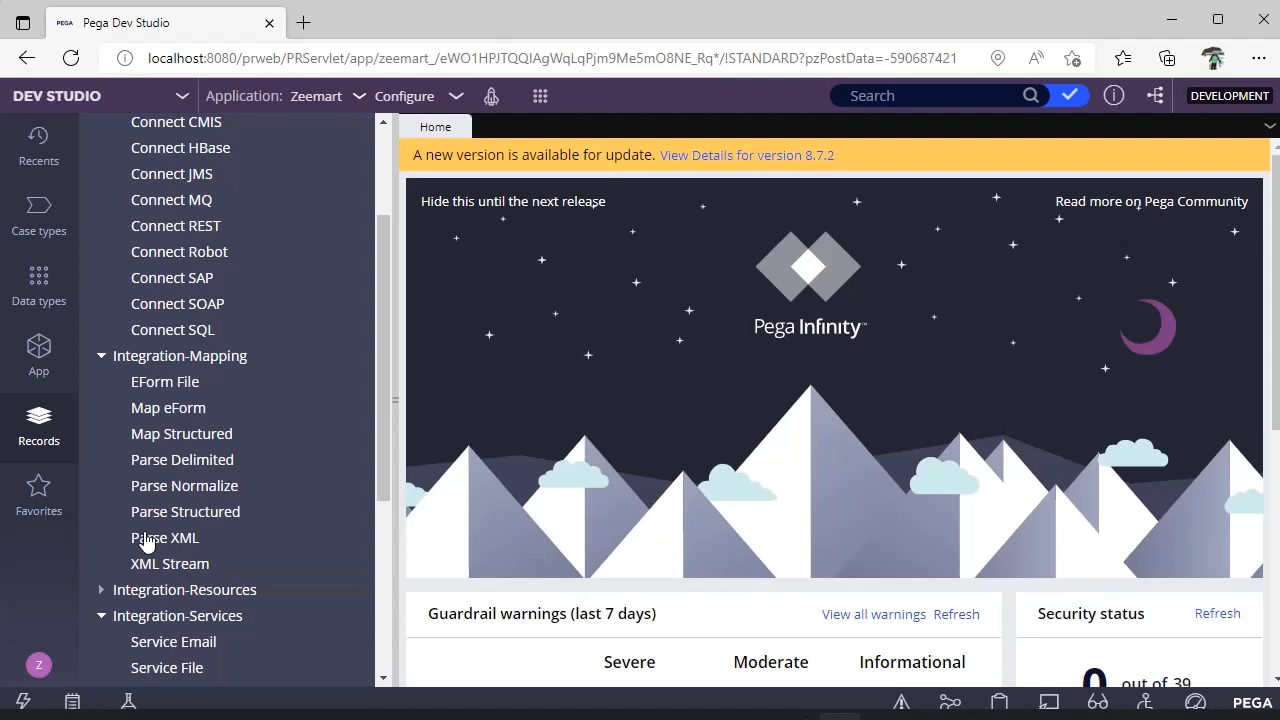 PEGA Pega Dev Studio
localhost:8080/prweb/PRServlet/app/zeemart_/eWO1HPJTQQIAgWqLqPjm9Me5mO8NE_Rq*/!STANDARD?pzPostData=-590687421
DEV STUDIO
Application: Zeemart
Configure
Search
DEVELOPMENT
Recents
Case types
Data types
App
Records
Favorites
Z
Connect CMIS
Connect HBase
Connect JMS
Connect MQ
Connect REST
Connect Robot
Connect SAP
Connect SOAP
Connect SQL
Integration-Mapping
EForm File
Map eForm
Map Structured
Parse Delimited
Parse Normalize
Parse Structured
Parse XML
XML Stream
Integration-Resources
Integration-Services
Service Email
Service File
Home
A new version is available for update. View Details for version 8.7.2
Hide this until the next release
Read more on Pega Community
Pega Infinity™
Guardrail warnings (last 7 days)
View all warnings Refresh
Severe Moderate Informational
Security status
Refresh
0 out of 39
PEGA